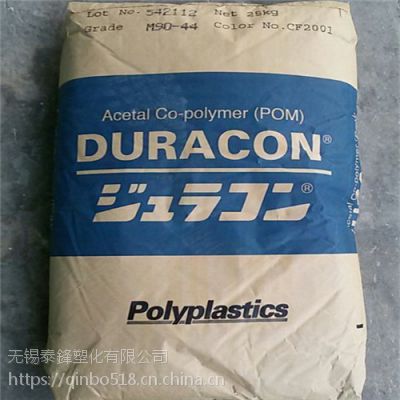 Lot No. 542112 Net 25kg
Grade M90-44 Color No.CF2001
Acetal Co-polymer (POM)
DURACON®
ジュラコン®
Polyplastics
无锡泰鋒塑化有限公司
https://qinbo518.cn.china.cn